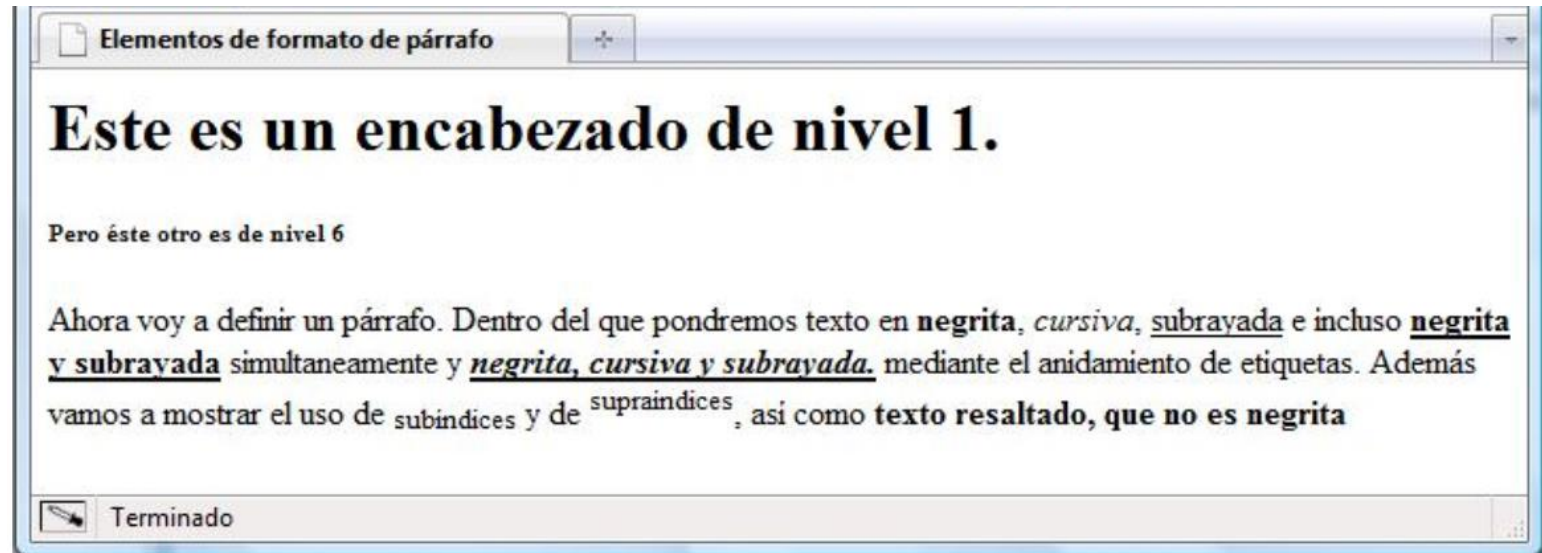 Elementos de formato de párrafo
Este es un encabezado de nivel 1.
Pero éste otro es de nivel 6
Ahora voy a definir un párrafo. Dentro del que pondremos texto en negrita, cursiva, subrayada e incluso negrita
y subrayada simultaneamente y negrita, cursiva y subrayada. mediante el anidamiento de etiquetas. Además
vamos a mostrar el uso de subindices y de supraindices, así como texto resaltado, que no es negrita
Terminado